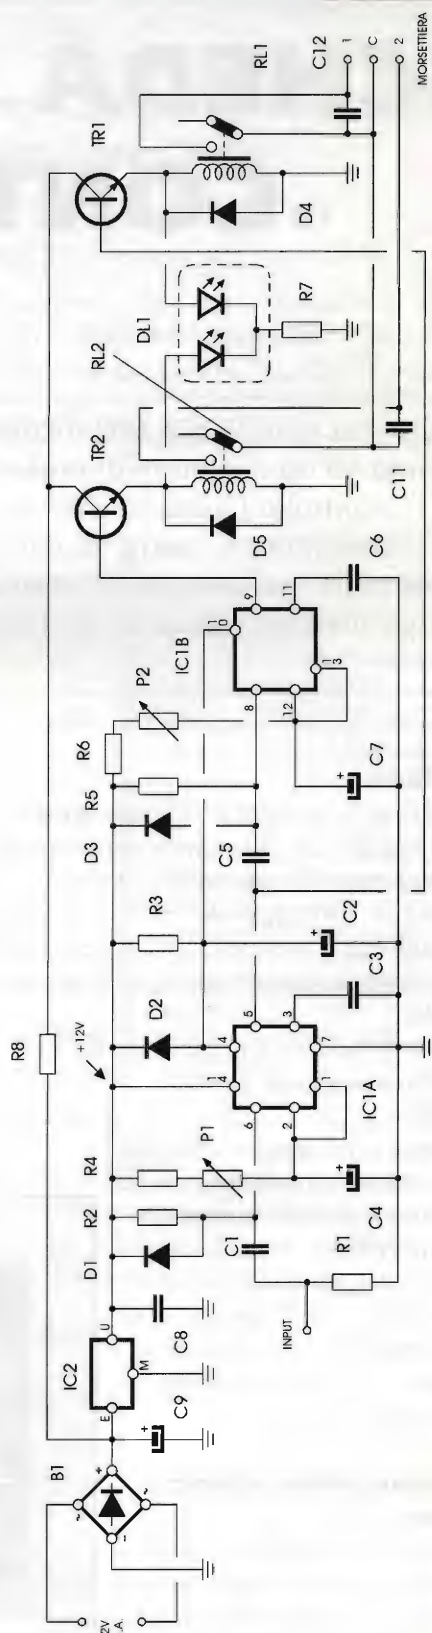 2V
A.
B1
~
+
-
~
IC2
E
U
M
C9
C8
R8
+12V
D1
R2
R4
P1
D2
R3
D3
R5
R6
P2
C1
INPUT
R1
C4
6
2
1
14
4
7
5
3
IC1A
C3
C2
C5
C7
8
12
10
13
9
11
IC1B
C6
TR2
RL2
D5
DL1
R7
C11
TR1
D4
RL1
C12
1
C
2
MORSETTIERA
+
+
+
+